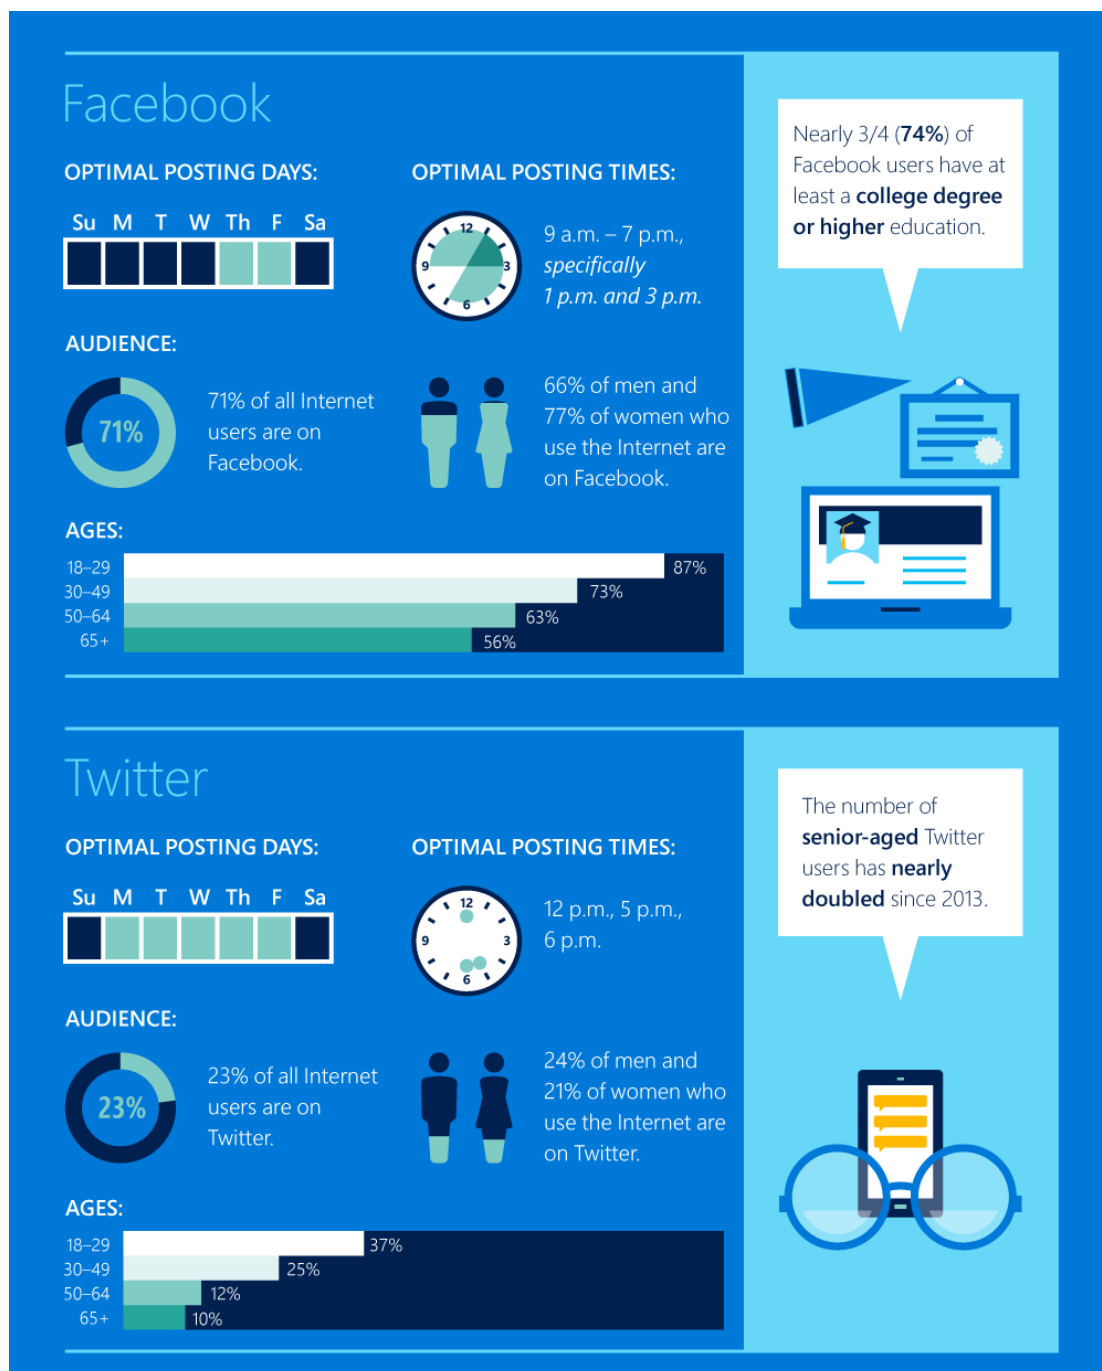 Facebook
OPTIMAL POSTING DAYS:
Su M T W Th F Sa
OPTIMAL POSTING TIMES:
12
9
3
6
9 a.m. – 7 p.m.,
specifically
1 p.m. and 3 p.m.
AUDIENCE:
71%
71% of all Internet
users are on
Facebook.
66% of men and
77% of women who
use the Internet are
on Facebook.
AGES:
18–29 87%
30–49 73%
50–64 63%
65+ 56%
Nearly 3/4 (74%) of
Facebook users have at
least a college degree
or higher education.
Twitter
OPTIMAL POSTING DAYS:
Su M T W Th F Sa
OPTIMAL POSTING TIMES:
12
9
3
6
12 p.m., 5 p.m.,
6 p.m.
AUDIENCE:
23%
23% of all Internet
users are on
Twitter.
24% of men and
21% of women who
use the Internet are
on Twitter.
AGES:
18–29 37%
30–49 25%
50–64 12%
65+ 10%
The number of
senior-aged Twitter
users has nearly
doubled since 2013.